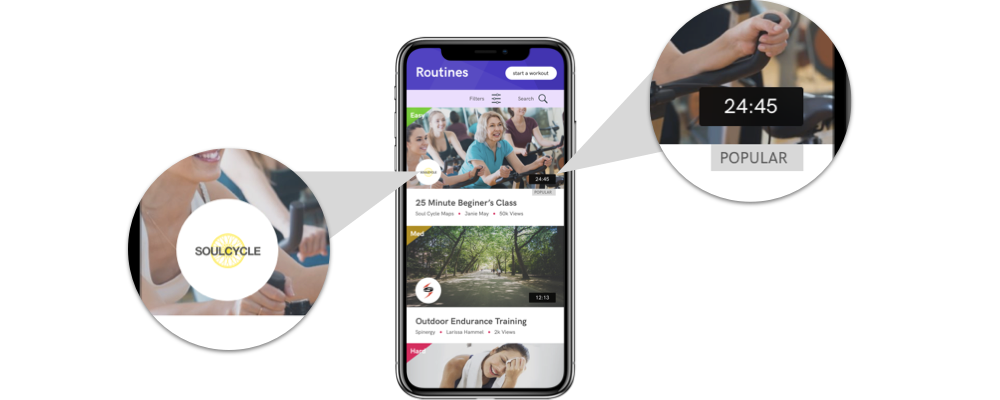 24:45
POPULAR
SOULCYCLE
Routines
start a workout
Filters
Search
Easy
SOULCYCLE
24:45
POPULAR
25 Minute Beginer's Class
Soul Cycle Maps • Janie May • 50k Views
Med
12:13
Outdoor Endurance Training
Spinergy • Larissa Hammel • 2k Views
Hard